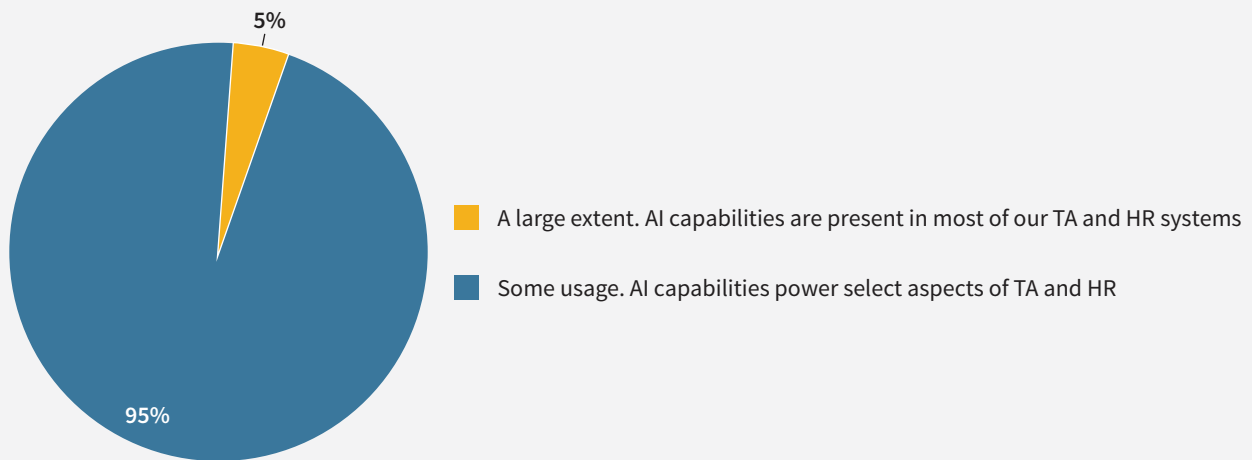 5%
A large extent. AI capabilities are present in most of our TA and HR systems
Some usage. AI capabilities power select aspects of TA and HR
95%